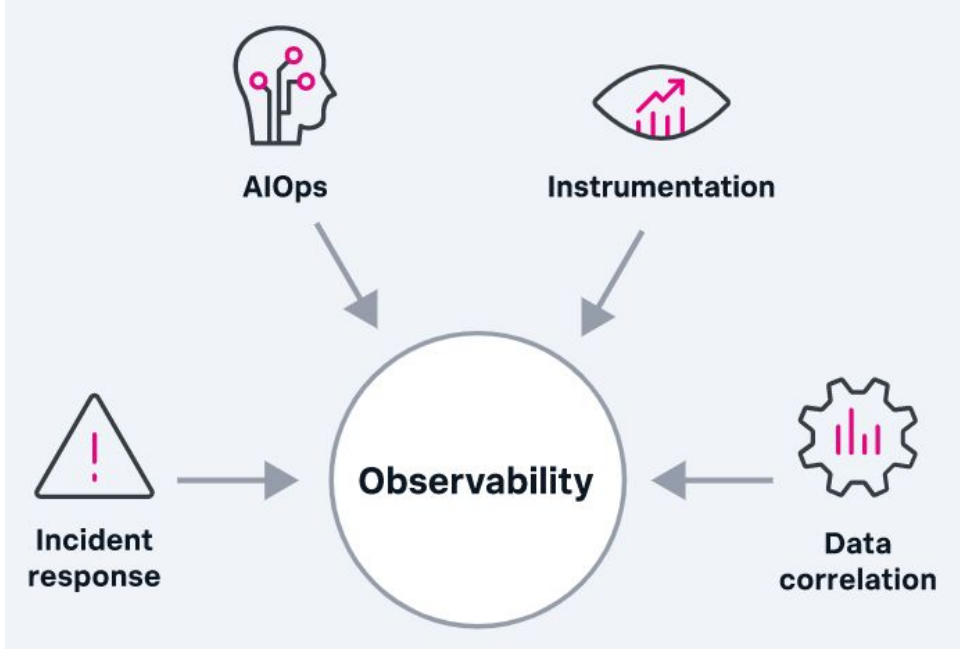 AIOps
Instrumentation
Observability
Incident
response
Data
correlation